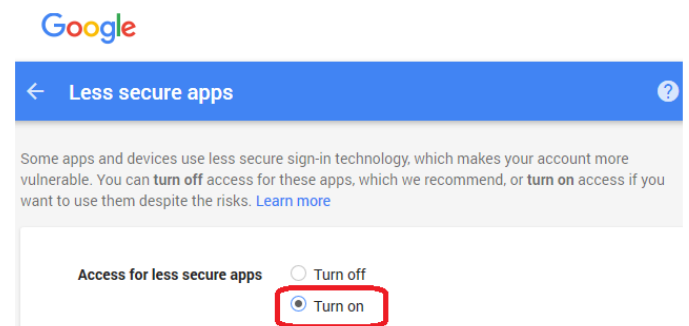 Google
Less secure apps
Some apps and devices use less secure sign-in technology, which makes your account more
vulnerable. You can turn off access for these apps, which we recommend, or turn on access if you
want to use them despite the risks. Learn more
Access for less secure apps
Turn off
Turn on